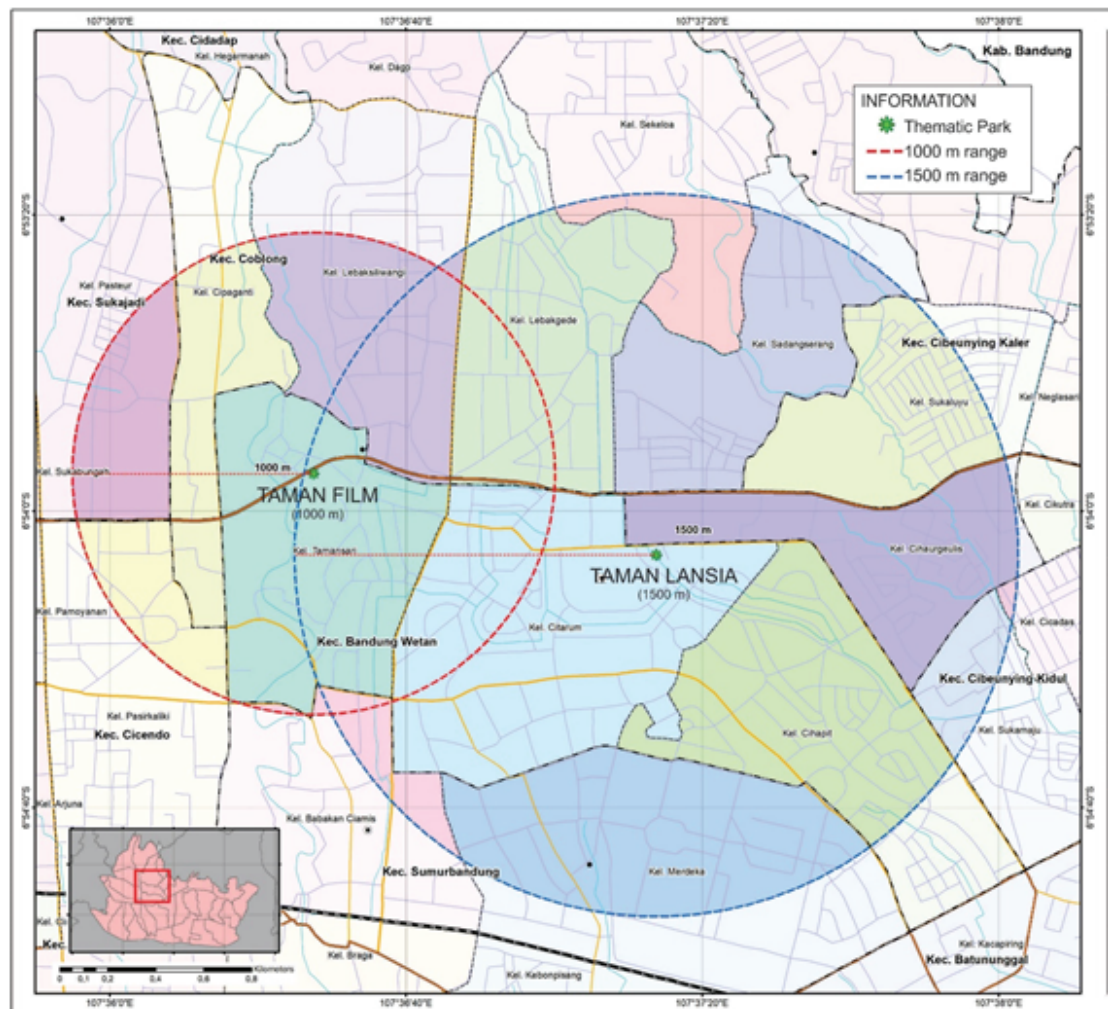 107°36'0"E
107°36'40"E
107°37'20"E
107°38'0"E
Kec. Cidadap
Kel. Hegarmanah
Kel. Dago
Kab. Bandung
INFORMATION
Thematic Park
1000 m range
1500 m range
Kel. Sekeloa
6°53'20"S
6°53'20"S
Kec. Coblong
Kel. Lebaksiliwangi
Kel. Pasteur
Kec. Sukajadi
Kel. Cipaganti
Kel. Lebakgede
Kel. Sadangserang
Kec. Cibeunying Kaler
Kel. Neglasari
Kel. Sukaluyu
Kel. Sukabungah
1000 m
TAMAN FILM
(1000 m)
6°54'0"S
6°54'0"S
Kel. Cikutra
1500 m
Kel. Tamansari
Kel. Cihaurgeulis
TAMAN LANSIA
(1500 m)
Kel. Pamoyanan
Kel. Citarum
Kel. Cicadas
Kec. Bandung Wetan
Kec. Cibeunying Kidul
Kel. Pasirkaliki
Kec. Cicendo
Kel. Cihapit
Kel. Sukamaju
6°54'40"S
6°54'40"S
Kel. Arjuna
Kel. Babakan Ciamis
Kec. Sumurbandung
Kel. Merdeka
Kec.
Kel. Braga
Kel. Kacapiring
Kec. Batununggal
Kel. Kebonpisang
Kilometers
0 0,1 0,2 0,4 0,6 0,8
107°36'0"E
107°36'40"E
107°37'20"E
107°38'0"E